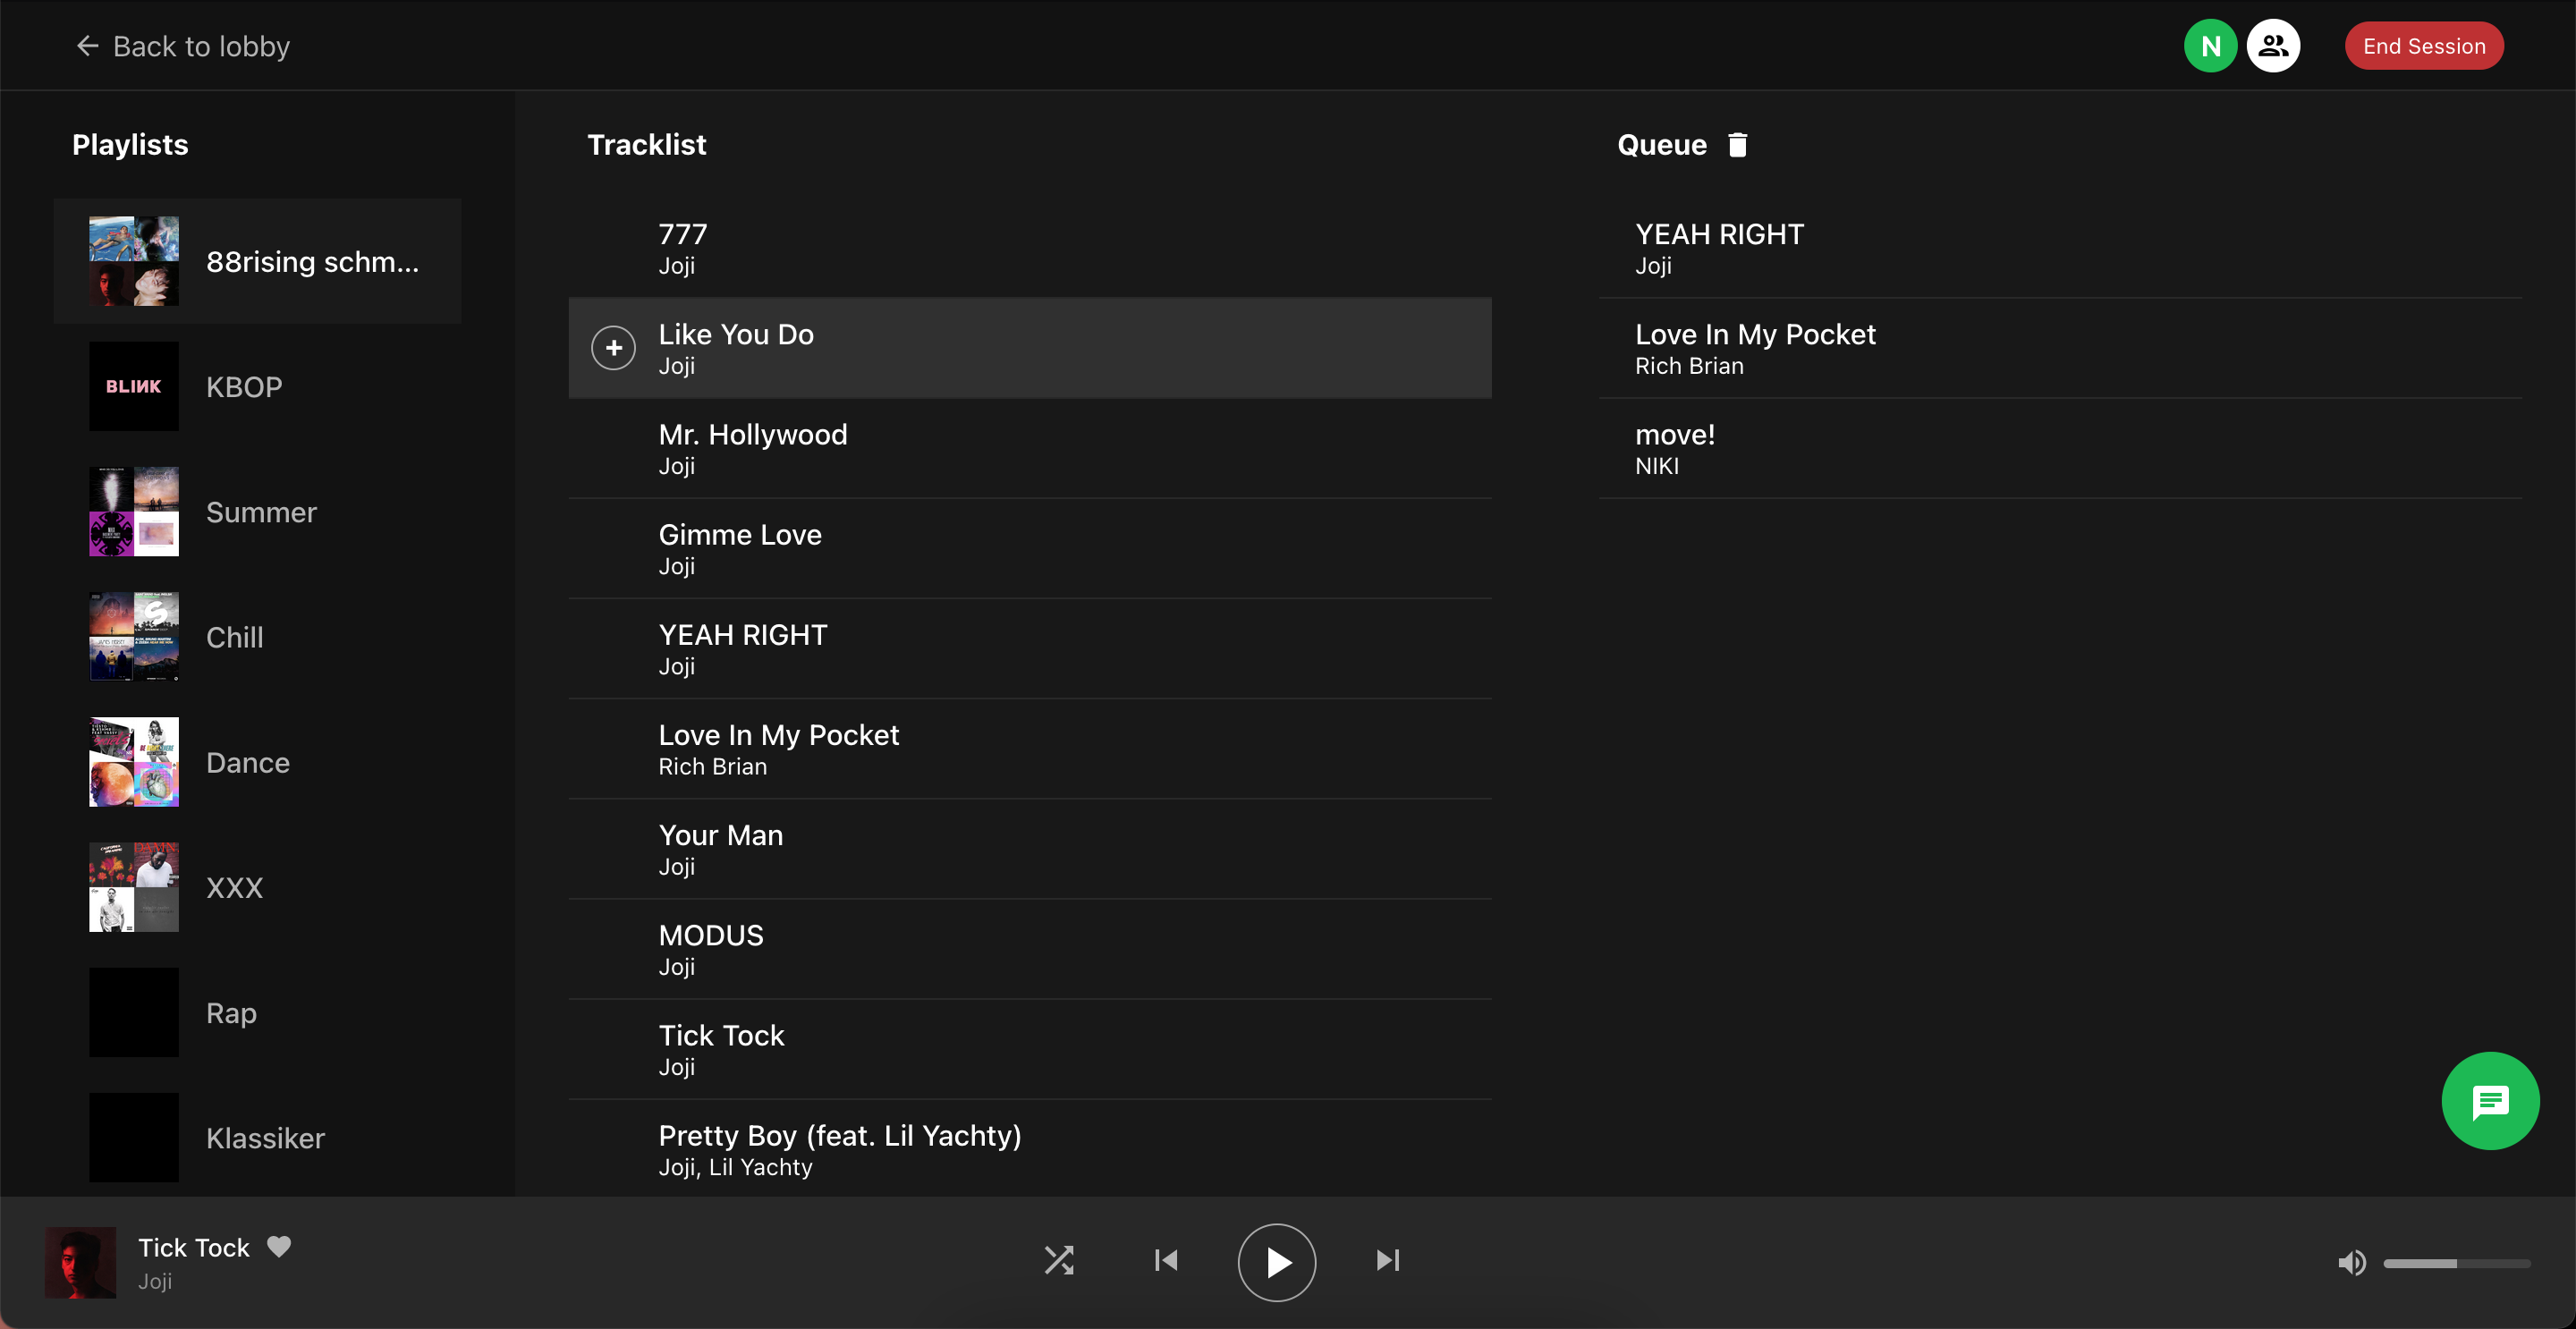 Back to lobby
N
End Session
Playlists
88rising schm...
BLINK
KBOP
Summer
Chill
Dance
XXX
Rap
Klassiker
Tracklist
777
Joji
Like You Do
Joji
Mr. Hollywood
Joji
Gimme Love
Joji
YEAH RIGHT
Joji
Love In My Pocket
Rich Brian
Your Man
Joji
MODUS
Joji
Tick Tock
Joji
Pretty Boy (feat. Lil Yachty)
Joji, Lil Yachty
Queue
YEAH RIGHT
Joji
Love In My Pocket
Rich Brian
move!
NIKI
Tick Tock
Joji